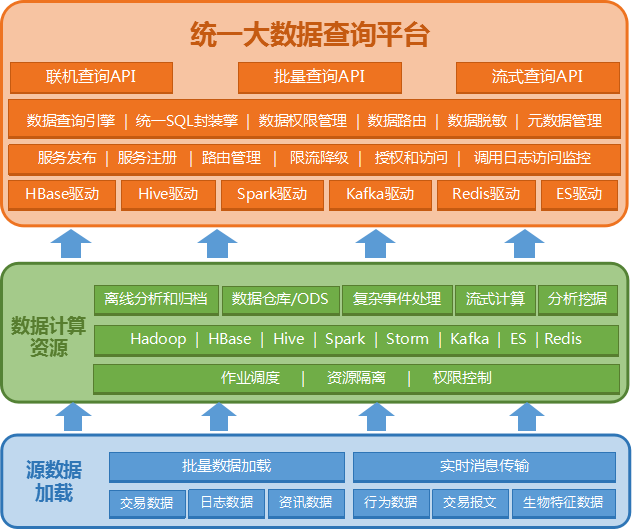 统一大数据查询平台
联机查询API 批量查询API 流式查询API
数据查询引擎 | 统一SQL封装擎 | 数据权限管理 | 数据路由 | 数据脱敏 | 元数据管理
服务发布 | 服务注册 | 路由管理 | 限流降级 | 授权和访问 | 调用日志访问监控
HBase驱动 Hive驱动 Spark驱动 Kafka驱动 Redis驱动 ES驱动
数据计算
资源
离线分析和归档 数据仓库/ODS 复杂事件处理 流式计算 分析挖掘
Hadoop | HBase | Hive | Spark | Storm | Kafka | ES | Redis
作业调度 | 资源隔离 | 权限控制
源数据
加载
批量数据加载 实时消息传输
交易数据 日志数据 资讯数据 行为数据 交易报文 生物特征数据